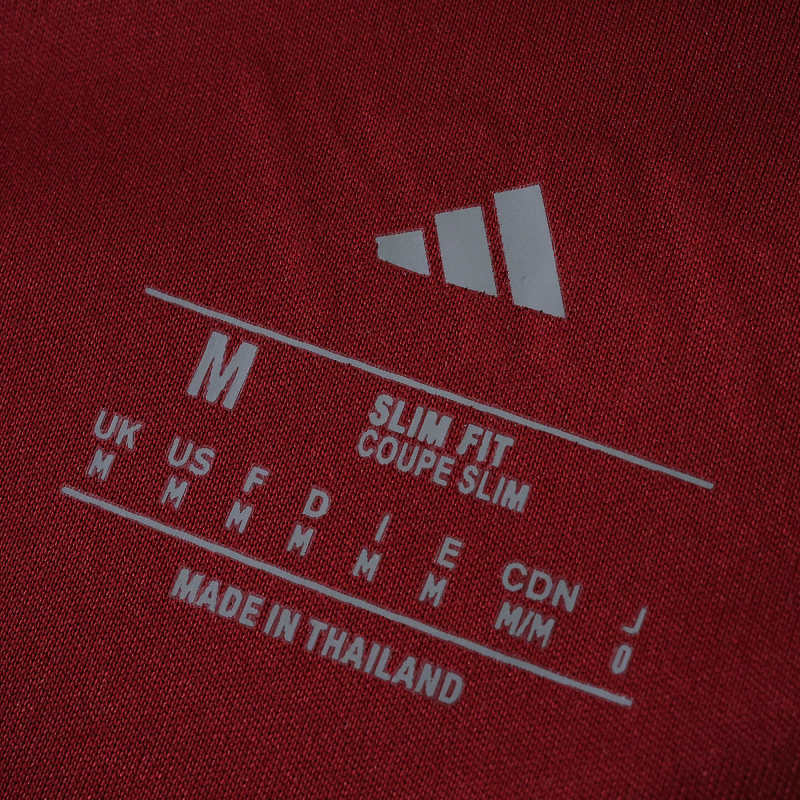 M
SLIM FIT
COUPE SLIM
UK US F D I E CDN J
M M M M M M M/M O
MADE IN THAILAND